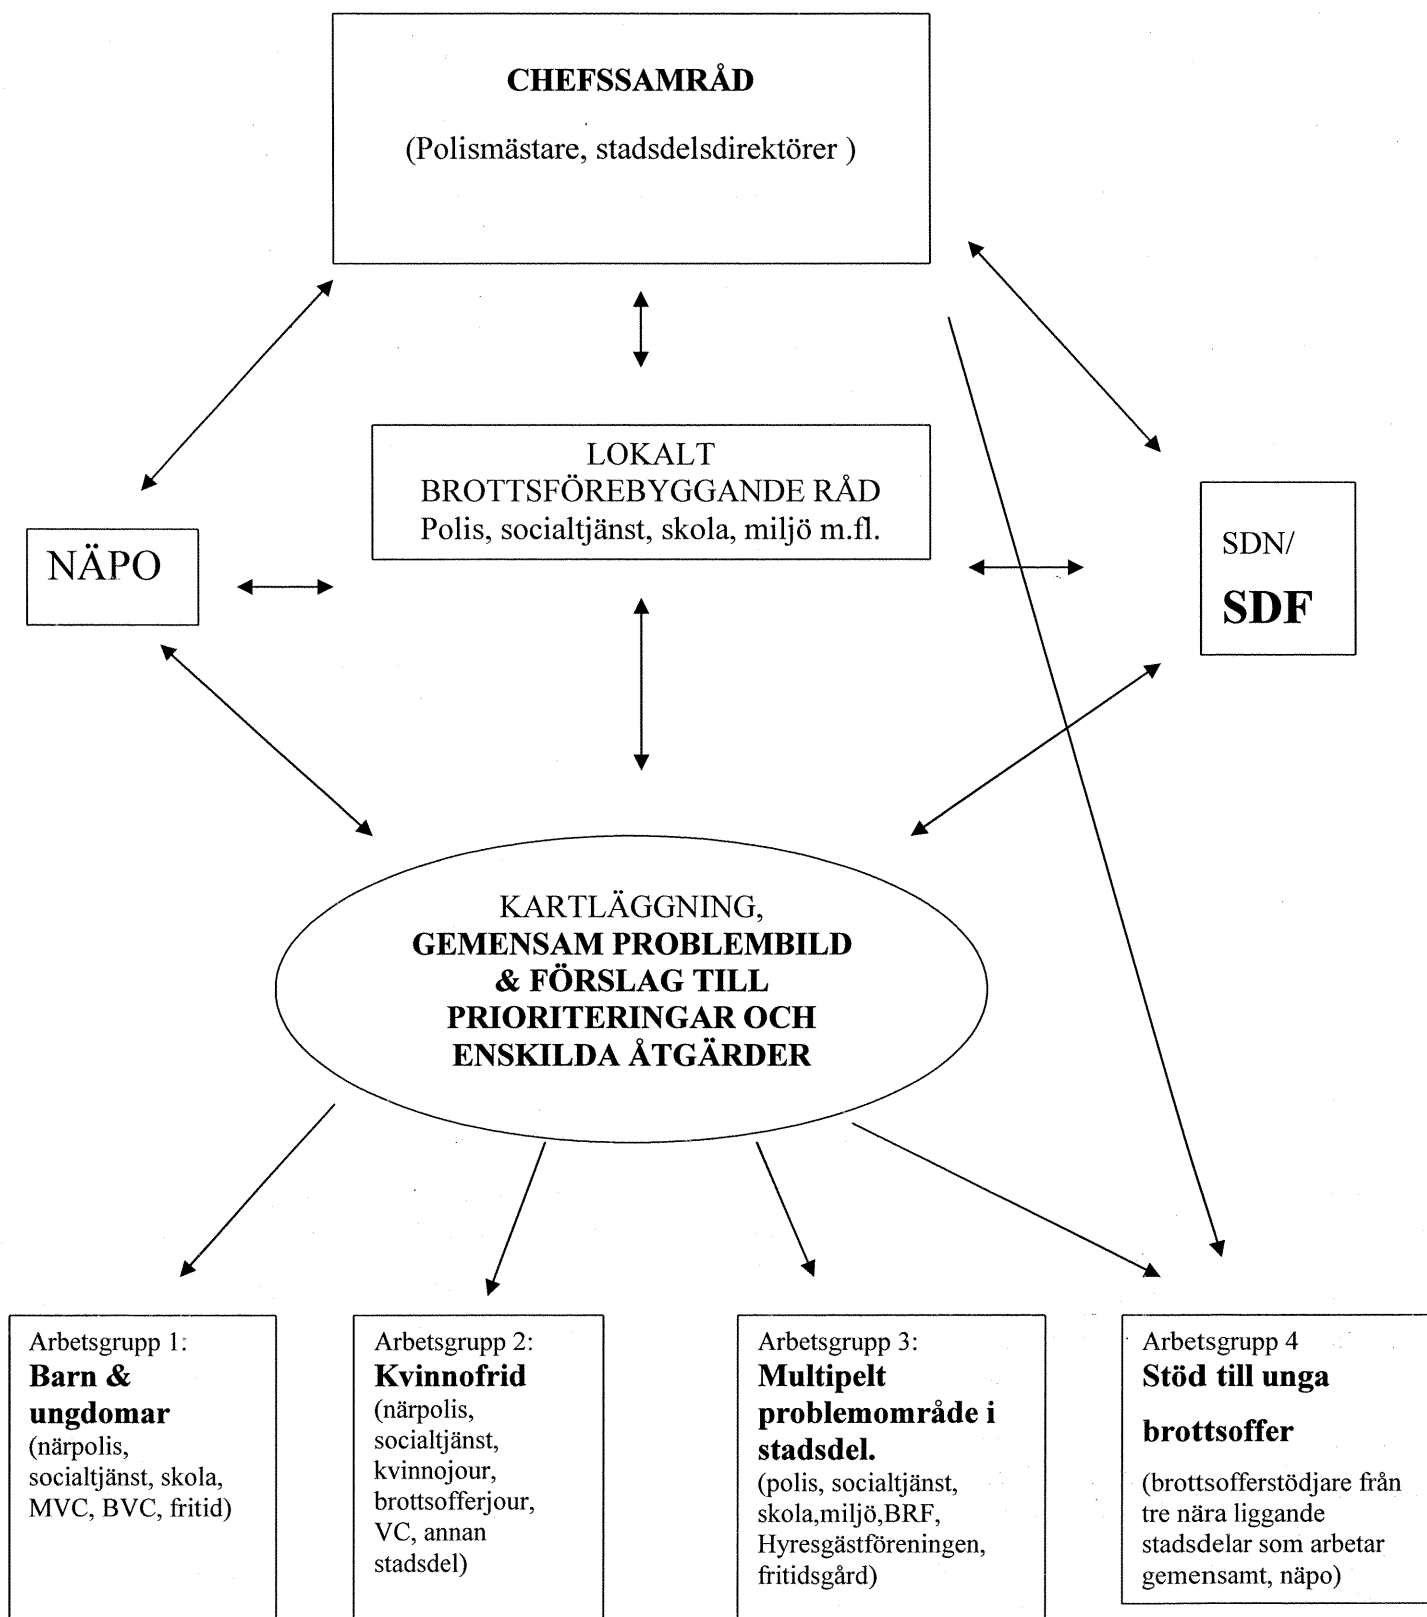 CHEFSSAMRÅD
(Polismästare, stadsdelsdirektörer )
LOKALT
BROTTSFÖREBYGGANDE RÅD
Polis, socialtjänst, skola, miljö m.fl.
NÄPO
SDN/
SDF
KARTLÄGGNING,
GEMENSAM PROBLEMBILD
& FÖRSLAG TILL
PRIORITERINGAR OCH
ENSKILDA ÅTGÄRDER
Arbetsgrupp 1:
Barn &
ungdomar
(närpolis,
socialtjänst, skola,
MVC, BVC, fritid)
Arbetsgrupp 2:
Kvinnofrid
(närpolis,
socialtjänst,
kvinnojour,
brottsofferjour,
VC, annan
stadsdel)
Arbetsgrupp 3:
Multipelt
problemområde i
stadsdel.
(polis, socialtjänst,
skola,miljö,BRF,
Hyresgästföreningen,
fritidsgård)
Arbetsgrupp 4
Stöd till unga
brottsoffer
(brottsofferstödjare från
tre nära liggande
stadsdelar som arbetar
gemensamt, näpo)